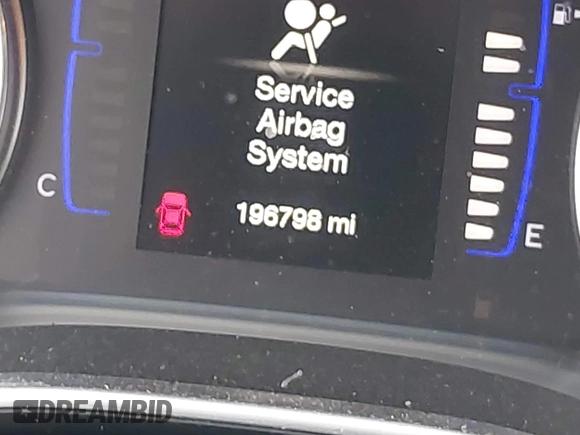 Service
Airbag
System
C
196798 mi
E
DREAMBID